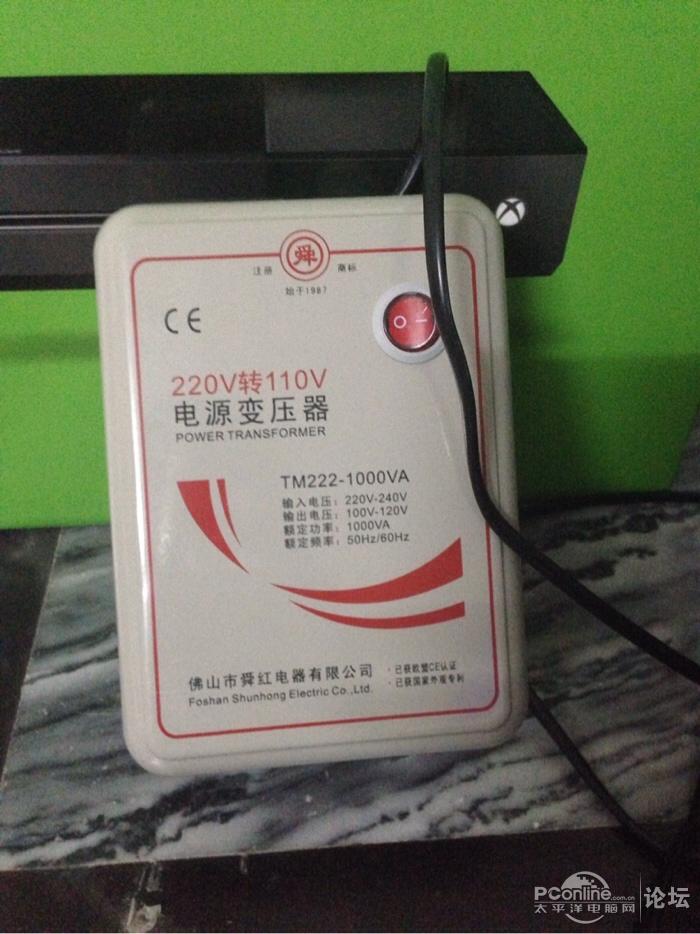 舜
注册 商标
始于1987
CE
220V转110V
电源变压器
POWER TRANSFORMER
TM222-1000VA
输入电压：220V-240V
输出电压：100V-120V
额定功率：1000VA
额定频率：50Hz/60Hz
佛山市舜红电器有限公司
Foshan Shunhong Electric Co.,Ltd.
·已获欧盟CE认证
·已获国家外观专利
PConline.com.cn
太平洋电脑网
论坛